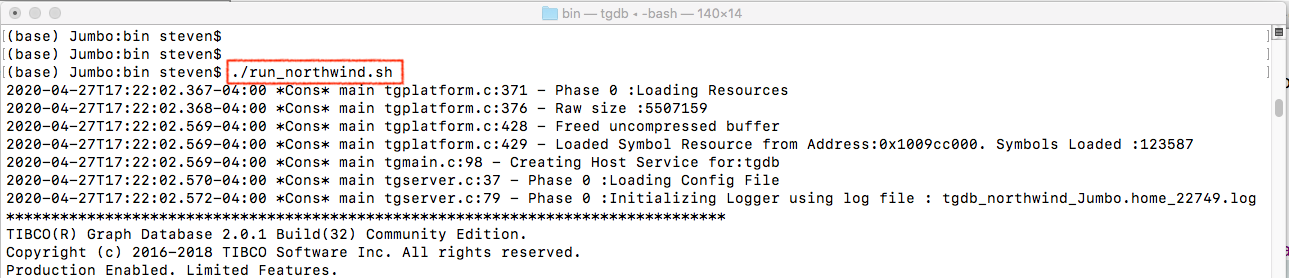 bin — tgdb ◂ -bash — 140×14
(base) Jumbo:bin steven$
(base) Jumbo:bin steven$
(base) Jumbo:bin steven$ ./run_northwind.sh
2020-04-27T17:22:02.367-04:00 *Cons* main tgplatform.c:371 - Phase 0 :Loading Resources
2020-04-27T17:22:02.368-04:00 *Cons* main tgplatform.c:376 - Raw size :5507159
2020-04-27T17:22:02.569-04:00 *Cons* main tgplatform.c:428 - Freed uncompressed buffer
2020-04-27T17:22:02.569-04:00 *Cons* main tgplatform.c:429 - Loaded Symbol Resource from Address:0x1009cc000. Symbols Loaded :123587
2020-04-27T17:22:02.569-04:00 *Cons* main tgmain.c:98 - Creating Host Service for:tgdb
2020-04-27T17:22:02.570-04:00 *Cons* main tgserver.c:37 - Phase 0 :Loading Config File
2020-04-27T17:22:02.572-04:00 *Cons* main tgserver.c:79 - Phase 0 :Initializing Logger using log file : tgdb_northwind_Jumbo.home_22749.log
********************************************************************************
TIBCO(R) Graph Database 2.0.1 Build(32) Community Edition.
Copyright (c) 2016-2018 TIBCO Software Inc. All rights reserved.
Production Enabled. Limited Features.